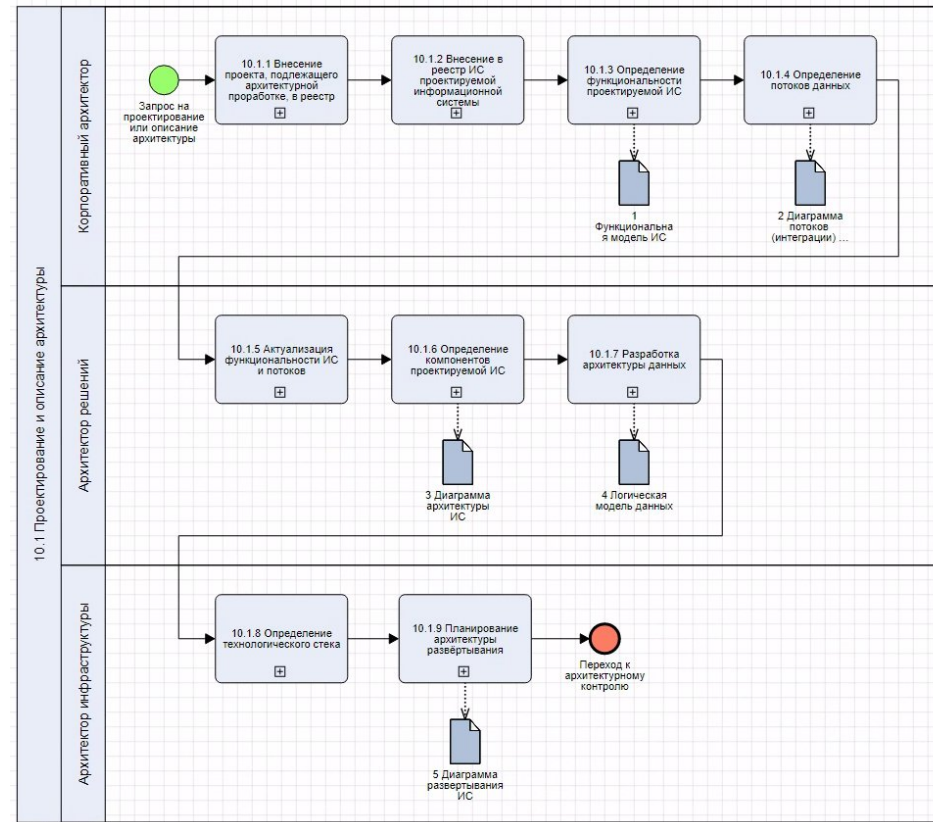 10.1 Проектирование и описание архитектуры
Корпоративный архитектор
Запрос на
проектирование
или описание
архитектуры
10.1.1 Внесение
проекта, подлежащего
архитектурной
проработке, в реестр
10.1.2 Внесение в
реестр ИС
проектируемой
информационной
системы
10.1.3 Определение
функциональности
проектируемой ИС
10.1.4 Определение
потоков данных
1
Функциональна
я модель ИС
2 Диаграмма
потоков
(интеграции) ...
Архитектор решений
10.1.5 Актуализация
функциональности ИС
и потоков
10.1.6 Определение
компонентов
проектируемой ИС
10.1.7 Разработка
архитектуры данных
3 Диаграмма
архитектуры
ИС
4 Логическая
модель данных
Архитектор инфраструктуры
10.1.8 Определение
технологического стека
10.1.9 Планирование
архитектуры
развёртывания
Переход к
архитектурному
контролю
5 Диаграмма
развертывания
ИС